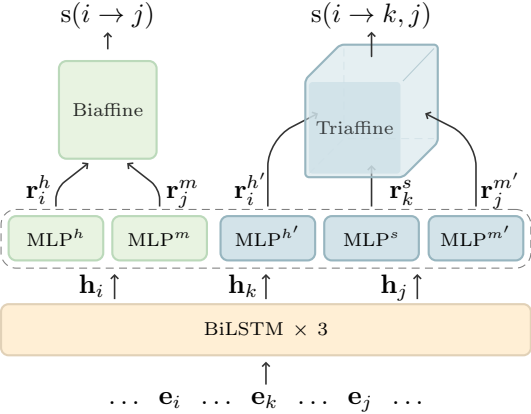 s(i → j) s(i → k, j)
Biaffine Triaffine
r_i^h r_j^m r_i^{h'} r_k^s r_j^{m'}
MLP^h MLP^m MLP^{h'} MLP^s MLP^{m'}
h_i h_k h_j
BiLSTM × 3
... e_i ... e_k ... e_j ...